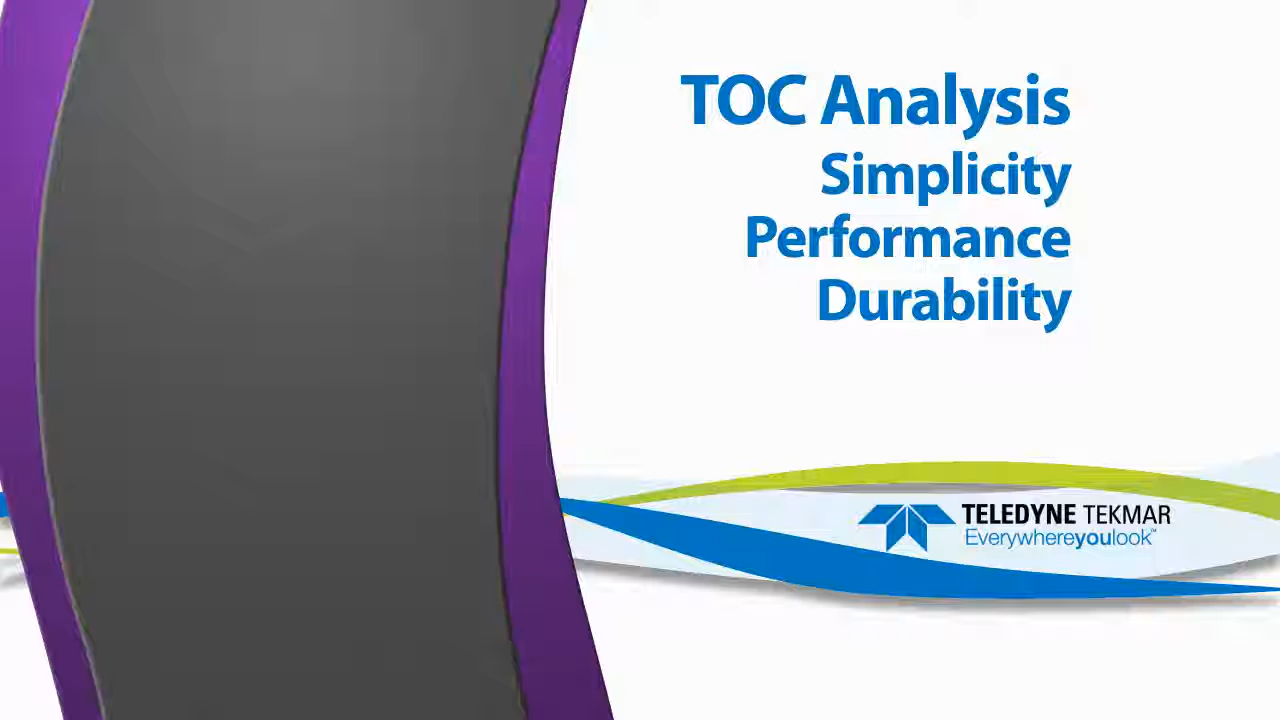 TOC Analysis
Simplicity
Performance
Durability
TELEDYNE TEKMAR
Everywhereyoulook™